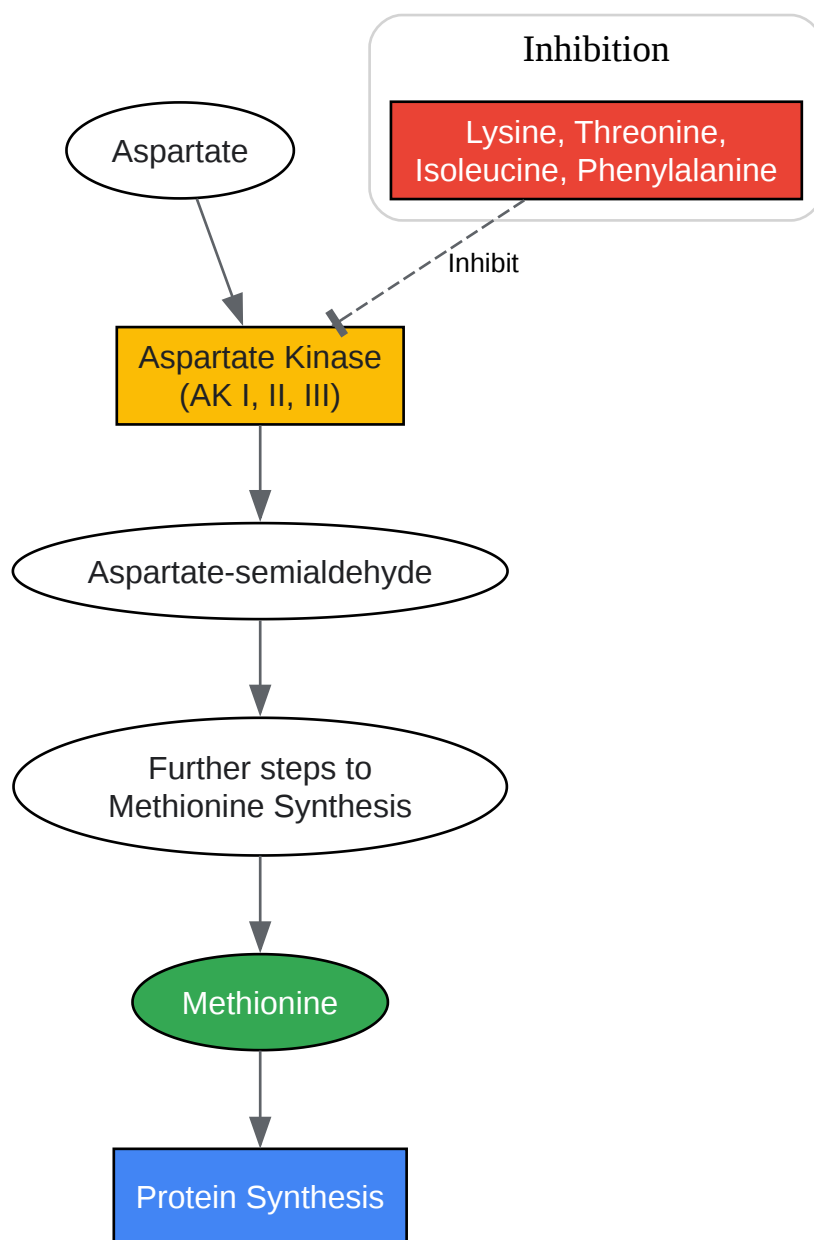 Inhibition
Lysine, Threonine,
Isoleucine, Phenylalanine
Aspartate
Inhibit
Aspartate Kinase
(AK I, II, III)
Aspartate-semialdehyde
Further steps to
Methionine Synthesis
Methionine
Protein Synthesis